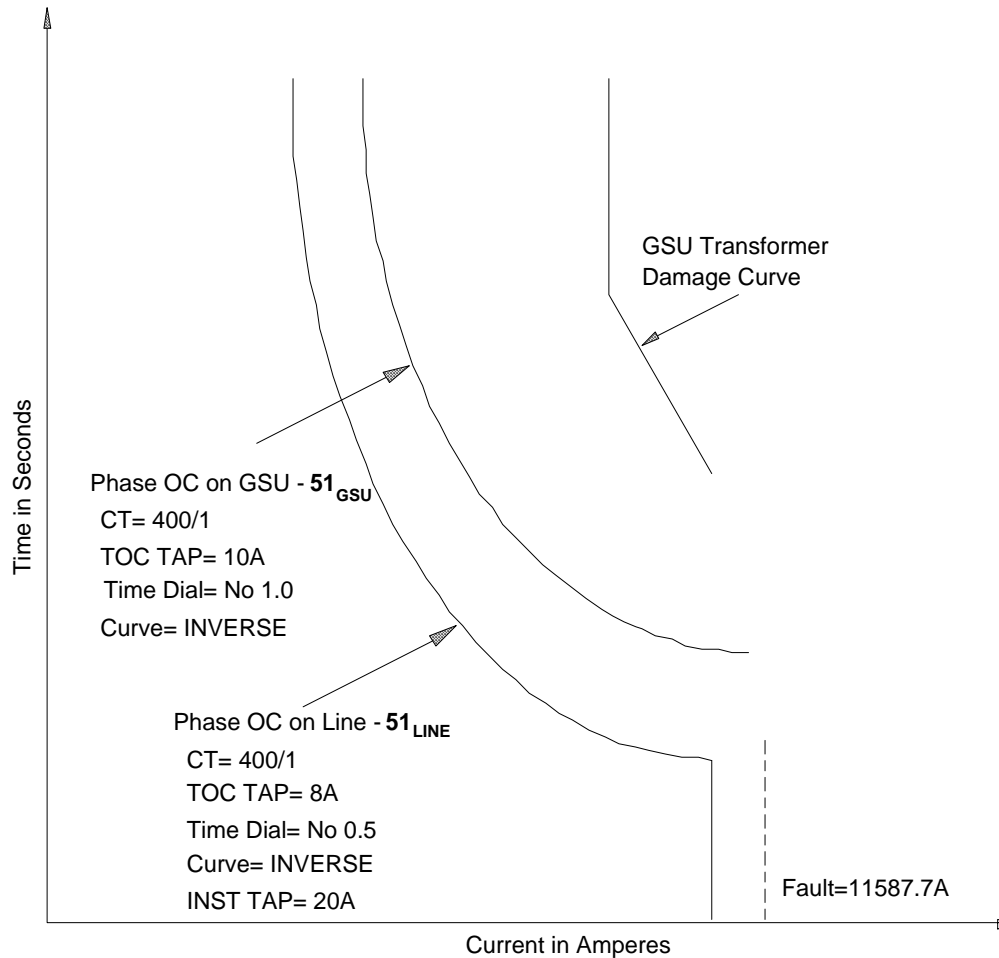 GSU Transformer
Damage Curve
Time in Seconds
Phase OC on GSU - 51GSU
CT= 400/1
TOC TAP= 10A
Time Dial= No 1.0
Curve= INVERSE
Phase OC on Line - 51LINE
CT= 400/1
TOC TAP= 8A
Time Dial= No 0.5
Curve= INVERSE
INST TAP= 20A
Fault=11587.7A
Current in Amperes